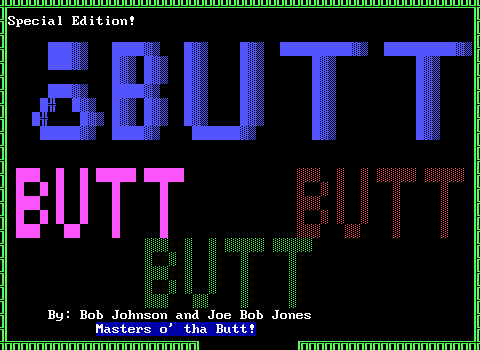 Special Edition!
¿BUTT
BUTT BUTT
BUTT
By: Bob Johnson and Joe Bob Jones
Masters o' tha Butt!